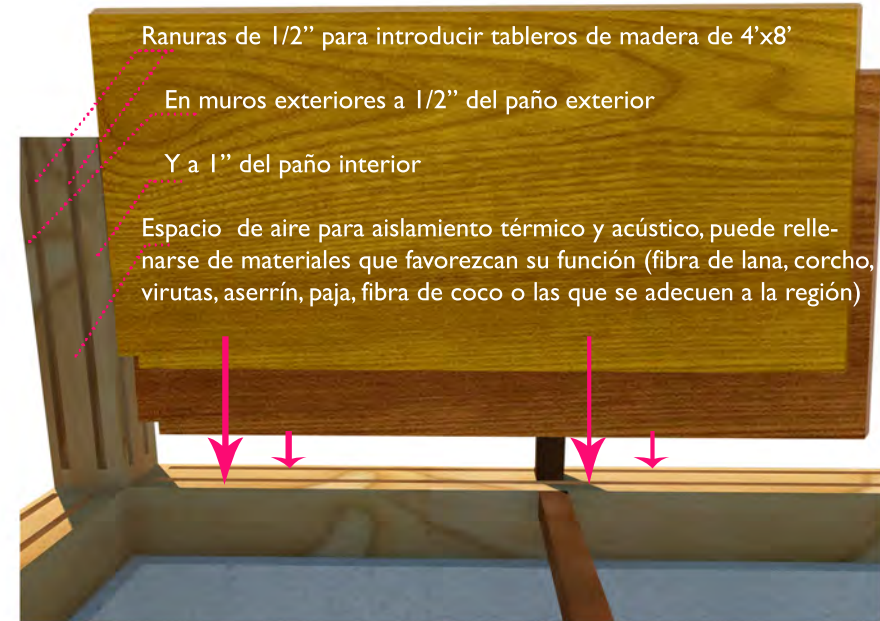 Ranuras de 1/2” para introducir tableros de madera de 4’x8’
En muros exteriores a 1/2” del paño exterior
Y a 1” del paño interior
Espacio de aire para aislamiento térmico y acústico, puede relle-
narse de materiales que favorezcan su función (fibra de lana, corcho,
virutas, aserrín, paja, fibra de coco o las que se adecuen a la región)